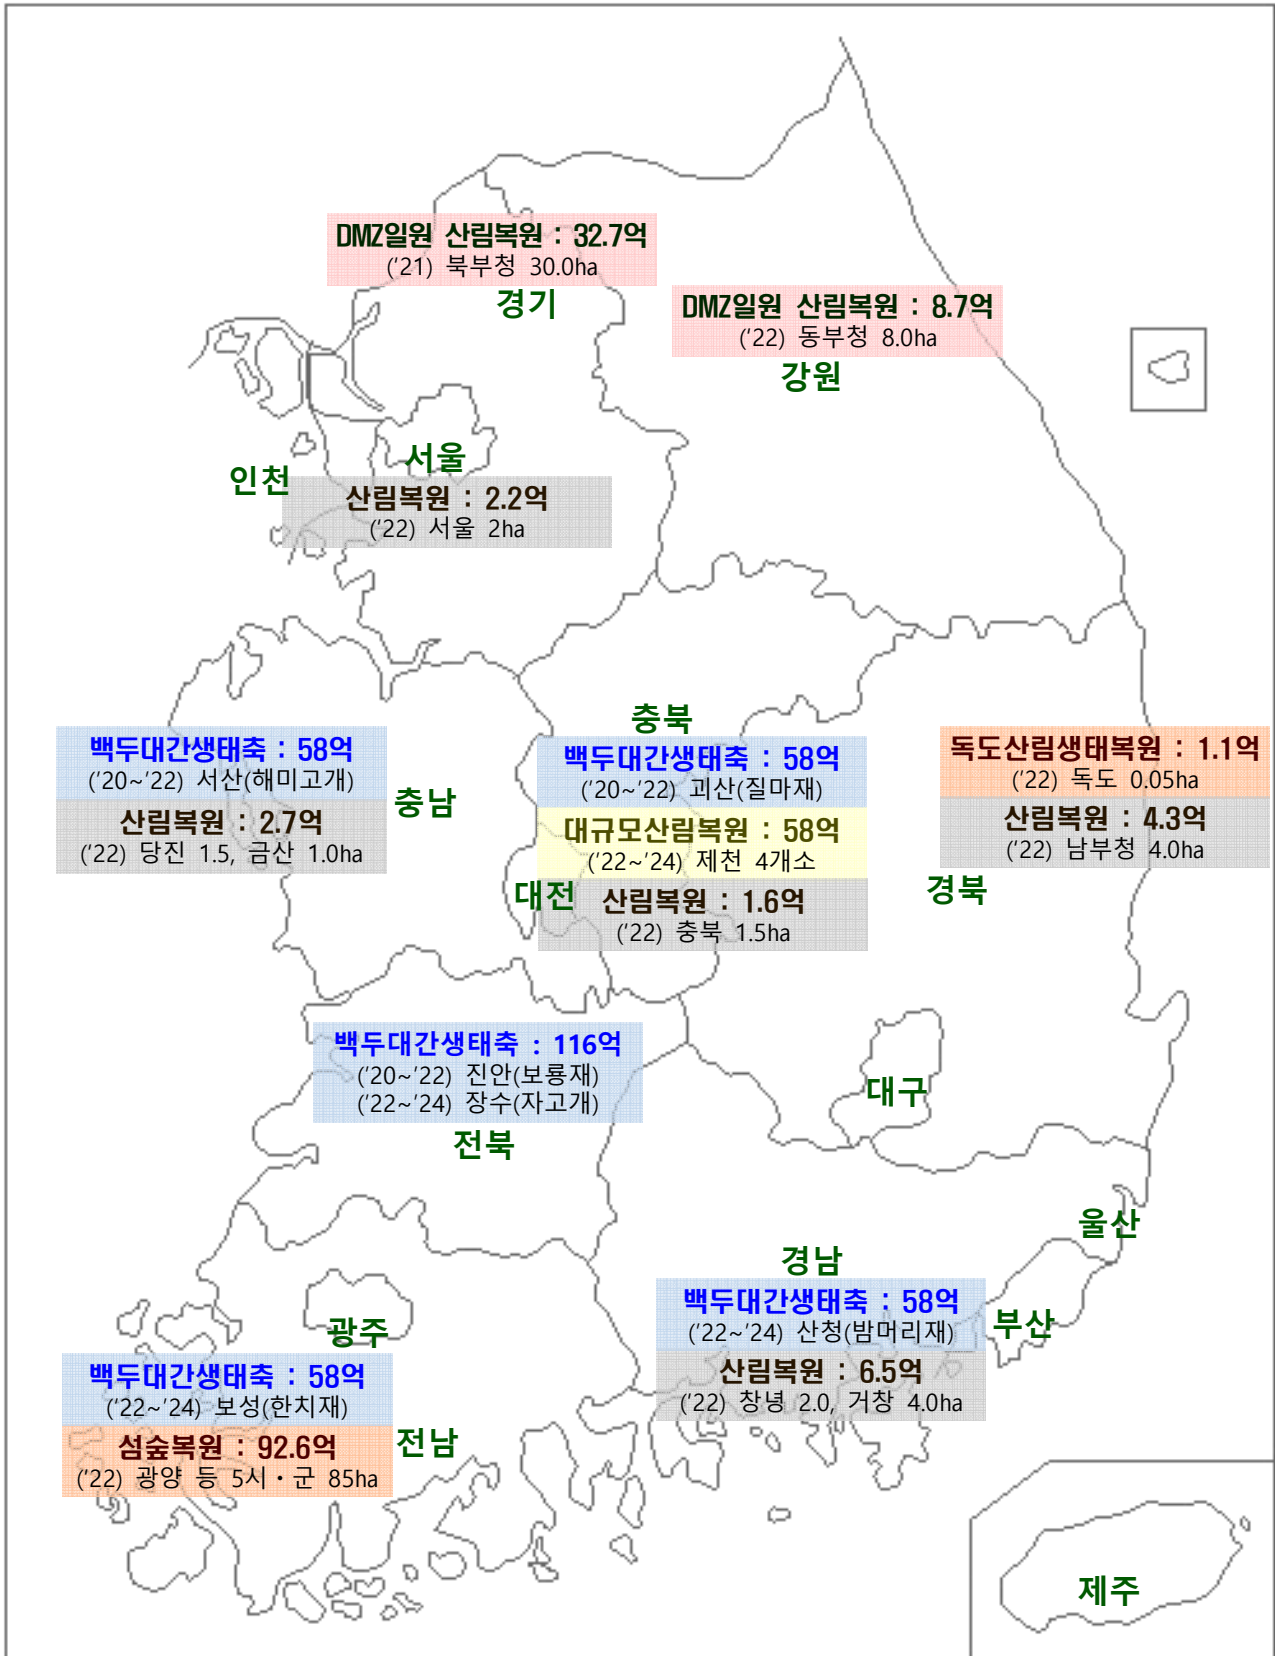 DMZ일원 산림복원 : 32.7억
('21) 북부청 30.0ha
경기
DMZ일원 산림복원 : 8.7억
('22) 동부청 8.0ha
강원
서울
인천
산림복원 : 2.2억
('22) 서울 2ha
백두대간생태축 : 58억
('20~'22) 서산(해미고개)
산림복원 : 2.7억
('22) 당진 1.5, 금산 1.0ha
충남
충북
백두대간생태축 : 58억
('20~'22) 괴산(질마재)
대규모산림복원 : 58억
('22~'24) 제천 4개소
대전
산림복원 : 1.6억
('22) 충북 1.5ha
독도산림생태복원 : 1.1억
('22) 독도 0.05ha
산림복원 : 4.3억
('22) 남부청 4.0ha
경북
백두대간생태축 : 116억
('20~'22) 진안(보룡재)
('22~'24) 장수(자고개)
전북
대구
울산
경남
백두대간생태축 : 58억
('22~'24) 산청(밤머리재)
산림복원 : 6.5억
('22) 창녕 2.0, 거창 4.0ha
부산
광주
백두대간생태축 : 58억
('22~'24) 보성(한치재)
섬숲복원 : 92.6억
('22) 광양 등 5시・군 85ha
전남
제주